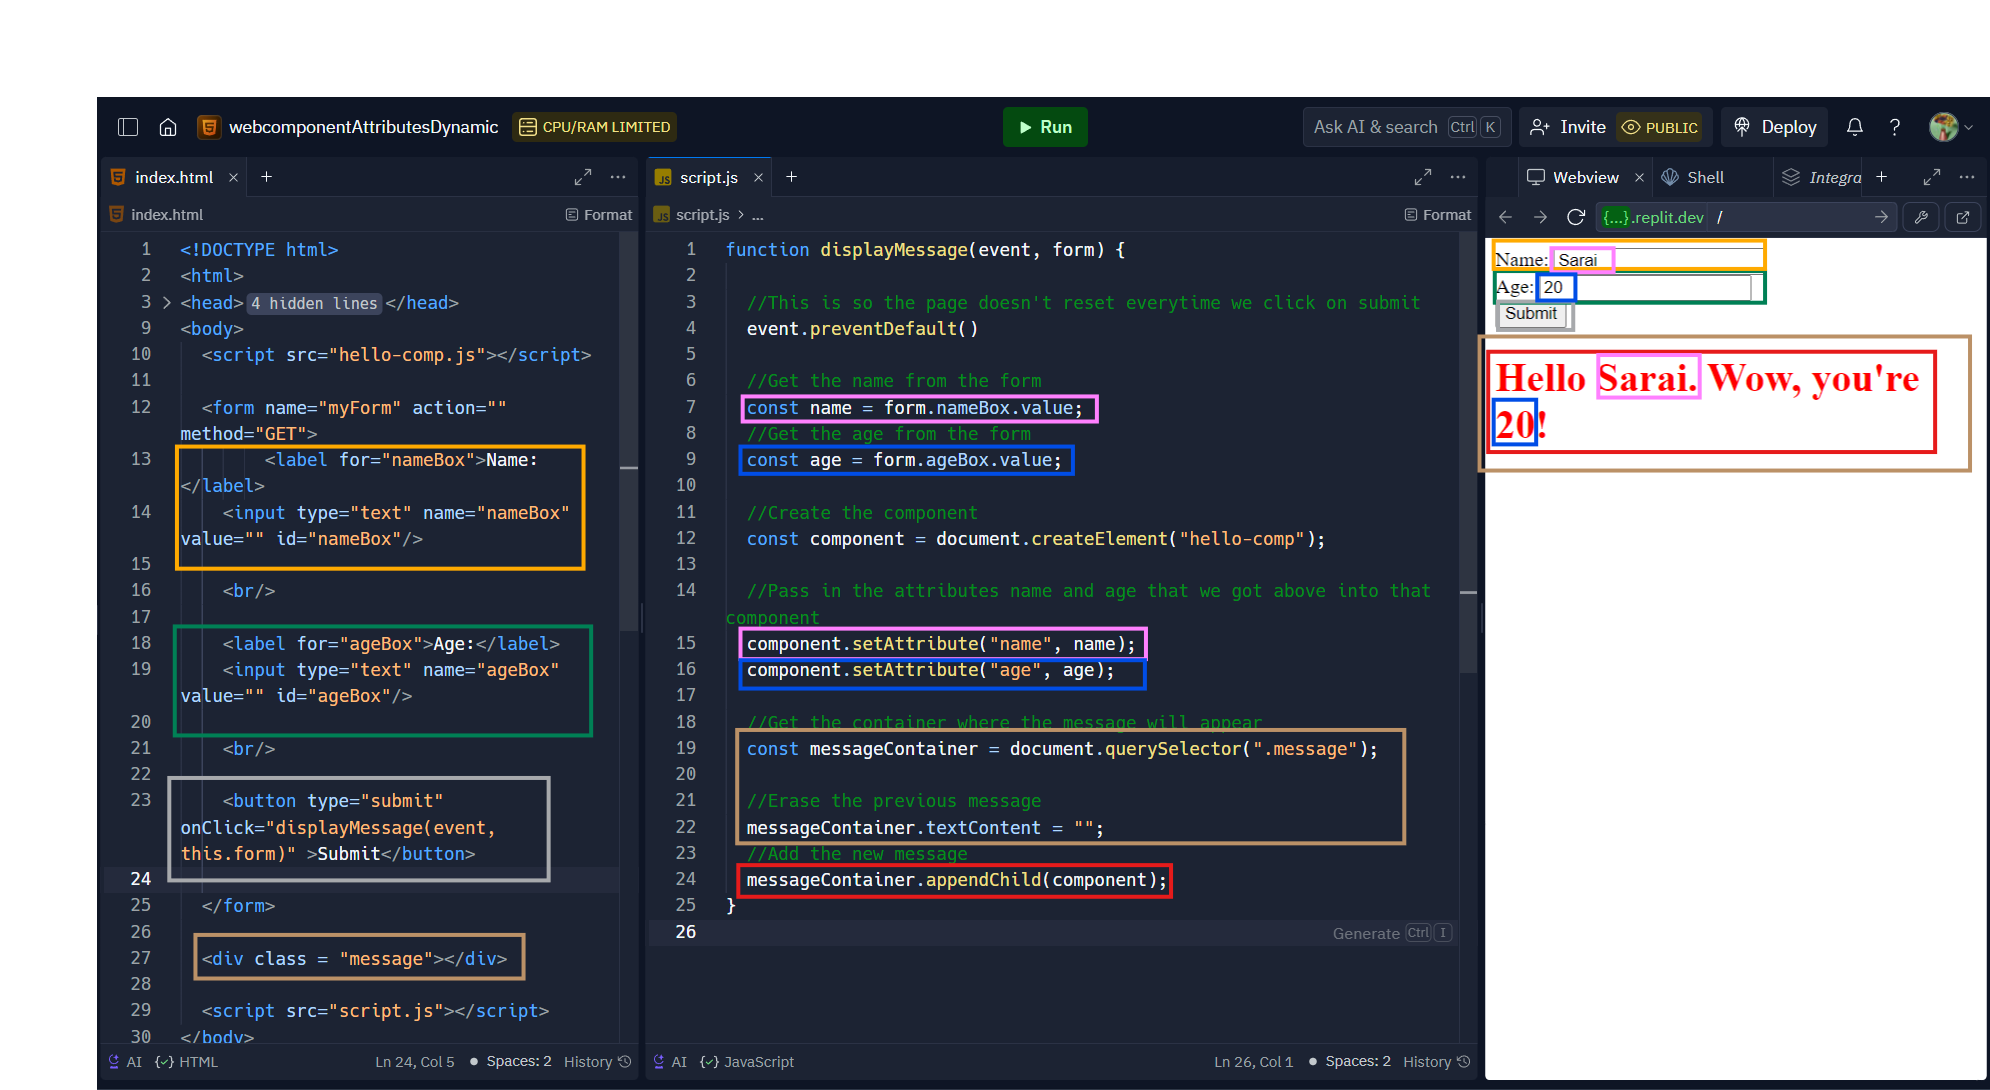 webcomponentAttributesDynamic CPU/RAM LIMITED Run Ask AI & search Ctrl K Invite PUBLIC Deploy ?
index.html × +
index.html Format
1 <!DOCTYPE html>
2 <html>
3 <head> 4 hidden lines </head>
9 <body>
10 <script src="hello-comp.js"></script>
11
12 <form name="myForm" action=""
method="GET">
13 <label for="nameBox">Name:
</label>
14 <input type="text" name="nameBox"
value="" id="nameBox"/>
15
16 <br/>
17
18 <label for="ageBox">Age:</label>
19 <input type="text" name="ageBox"
value="" id="ageBox"/>
20
21 <br/>
22
23 <button type="submit"
onClick="displayMessage(event,
this.form)" >Submit</button>
24
25 </form>
26
27 <div class = "message"></div>
28
29 <script src="script.js"></script>
30 </body>
AI HTML Ln 24, Col 5 • Spaces: 2 History
JS script.js × +
JS script.js > ... Format
1 function displayMessage(event, form) {
2
3 //This is so the page doesn't reset everytime we click on submit
4 event.preventDefault()
5
6 //Get the name from the form
7 const name = form.nameBox.value;
8 //Get the age from the form
9 const age = form.ageBox.value;
10
11 //Create the component
12 const component = document.createElement("hello-comp");
13
14 //Pass in the attributes name and age that we got above into that
component
15 component.setAttribute("name", name);
16 component.setAttribute("age", age);
17
18 //Get the container where the message will appear
19 const messageContainer = document.querySelector(".message");
20
21 //Erase the previous message
22 messageContainer.textContent = "";
23 //Add the new message
24 messageContainer.appendChild(component);
25 }
26 Generate Ctrl I
AI JavaScript Ln 26, Col 1 • Spaces: 2 History
Webview × Shell Integra +
{...}.replit.dev /
Name: Sarai
Age: 20
Submit
Hello Sarai. Wow, you're
20!